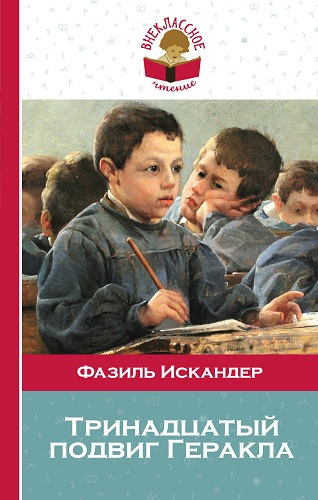 ВНЕКЛАССНОЕ
чтение
Фазиль Искандер
Тринадцатый
подвиг Геракла